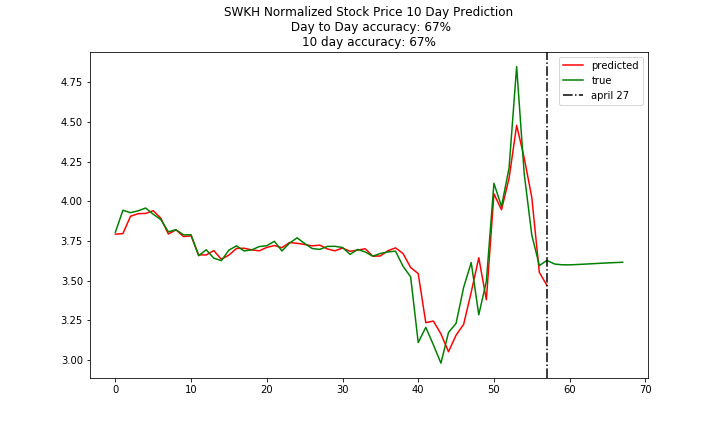 SWKH Normalized Stock Price 10 Day Prediction
Day to Day accuracy: 67%
10 day accuracy: 67%
predicted
true
april 27
4.75
4.50
4.25
4.00
3.75
3.50
3.25
3.00
0 10 20 30 40 50 60 70